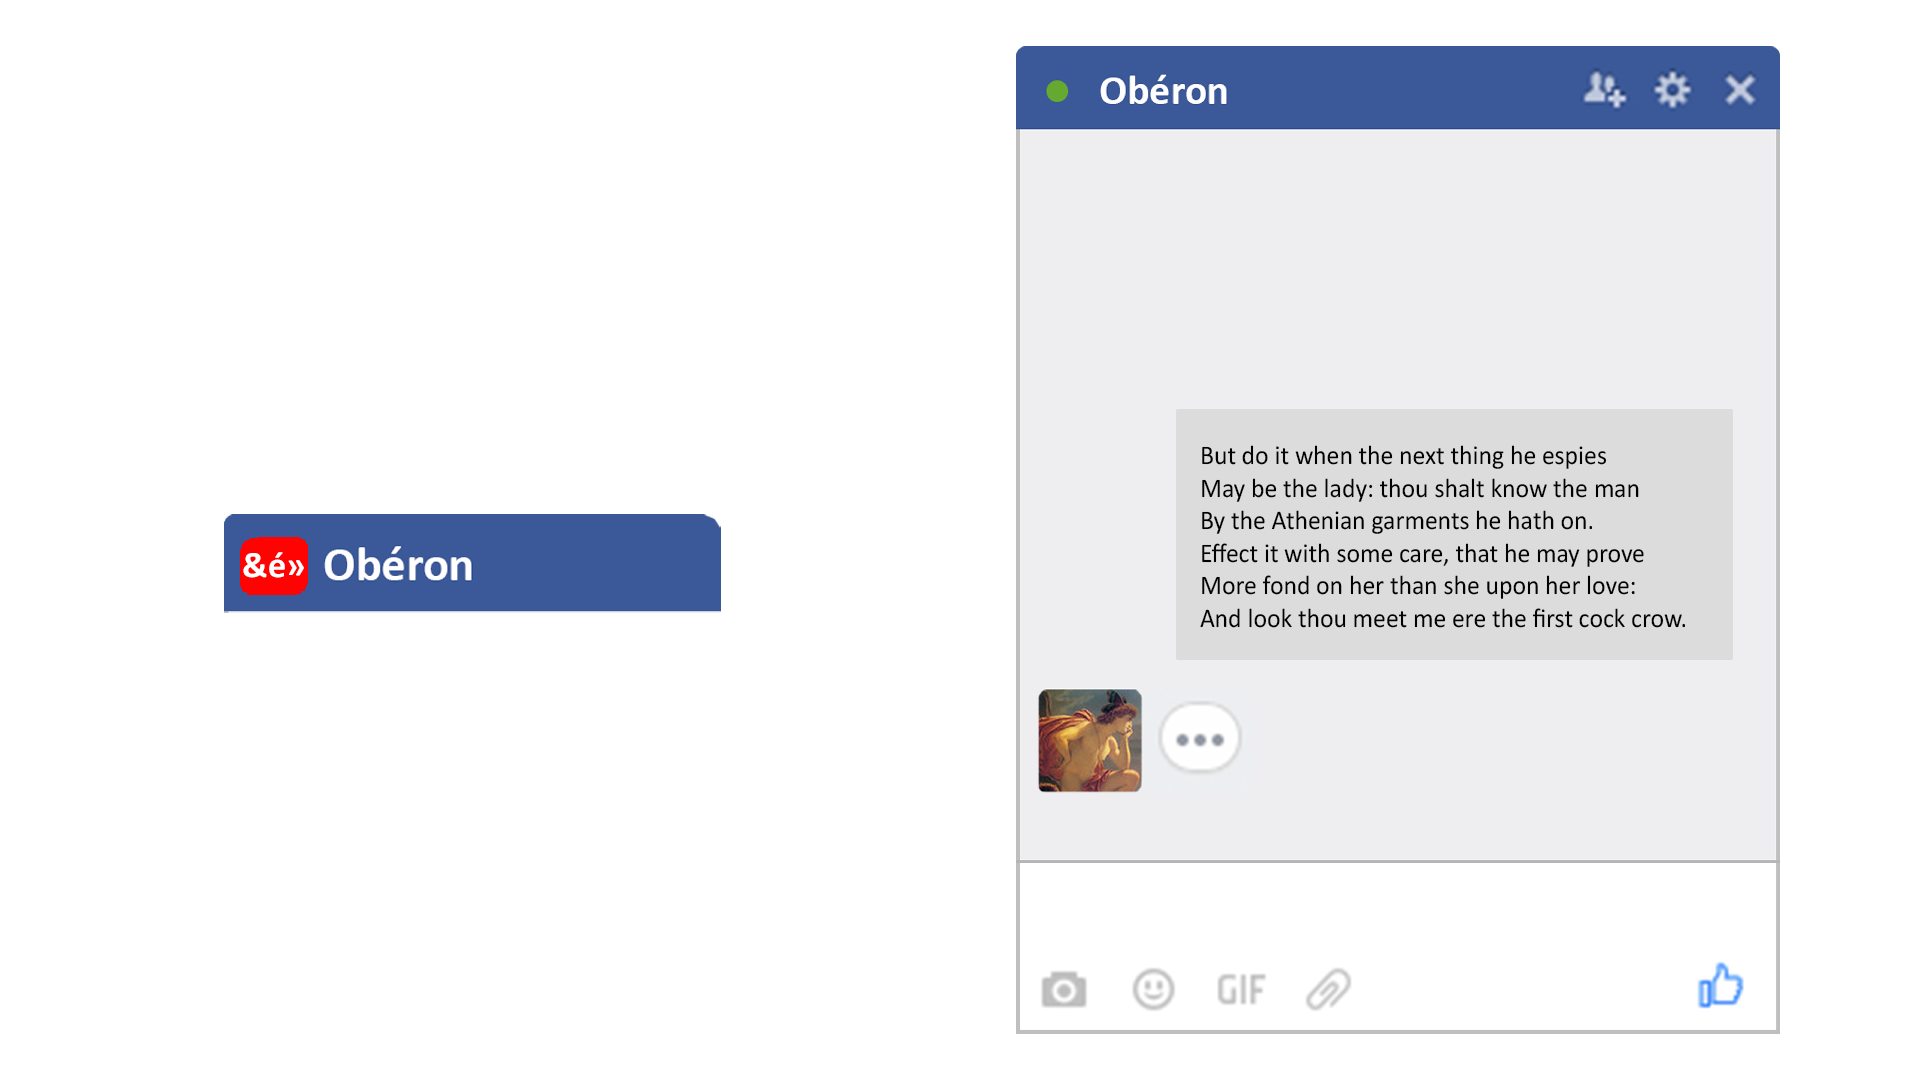 &é» Obéron
Obéron
But do it when the next thing he espies
May be the lady: thou shalt know the man
By the Athenian garments he hath on.
Effect it with some care, that he may prove
More fond on her than she upon her love:
And look thou meet me ere the first cock crow.
GIF